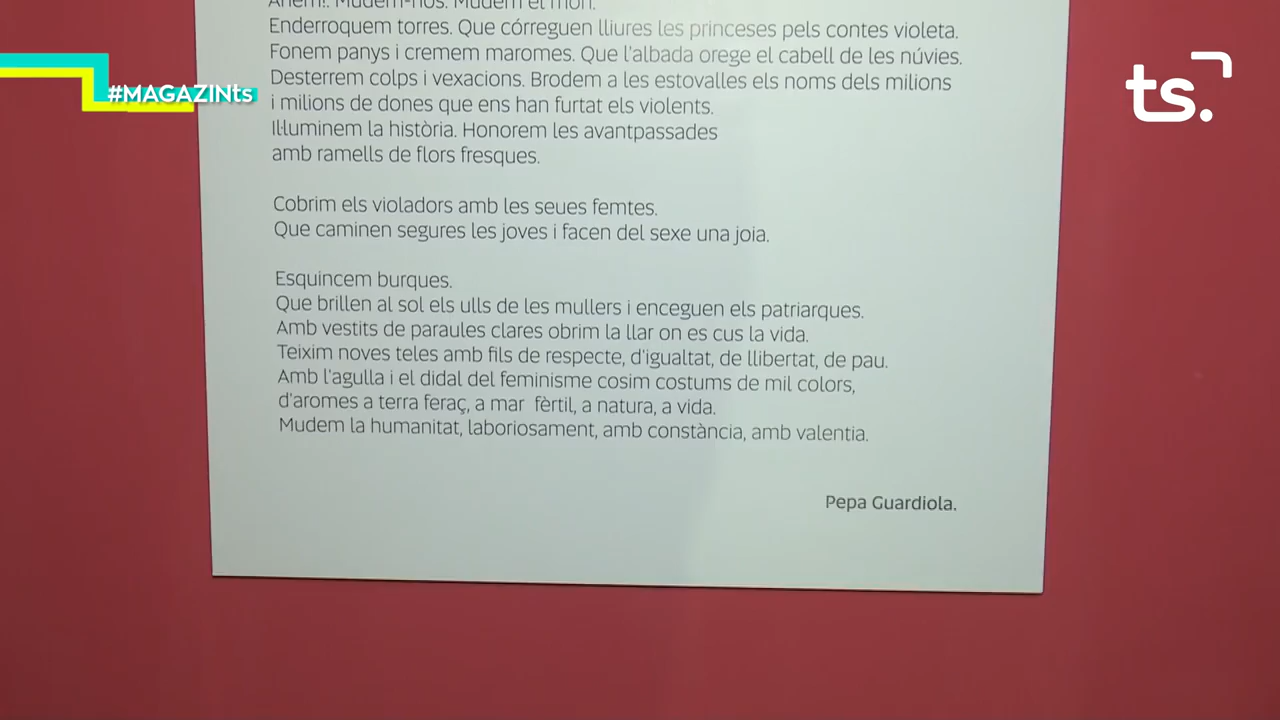 Anem!. Mudem-nos. Mudem el món.
Enderroquem torres. Que córreguen lliures les princeses pels contes violeta.
Fonem panys i cremem maromes. Que l'albada orege el cabell de les núvies.
Desterrem colps i vexacions. Brodem a les estovalles els noms dels milions
i milions de dones que ens han furtat els violents.
Il·luminem la història. Honorem les avantpassades
amb ramells de flors fresques.
Cobrim els violadors amb les seues femtes.
Que caminen segures les joves i facen del sexe una joia.
Esquincem burques.
Que brillen al sol els ulls de les mullers i enceguen els patriarques.
Amb vestits de paraules clares obrim la llar on es cus la vida.
Teixim noves teles amb fils de respecte, d'igualtat, de llibertat, de pau.
Amb l'agulla i el didal del feminisme cosim costums de mil colors,
d'aromes a terra feraç, a mar fèrtil, a natura, a vida.
Mudem la humanitat, laboriosament, amb constància, amb valentia.
Pepa Guardiola.
#MAGAZINts
ts.